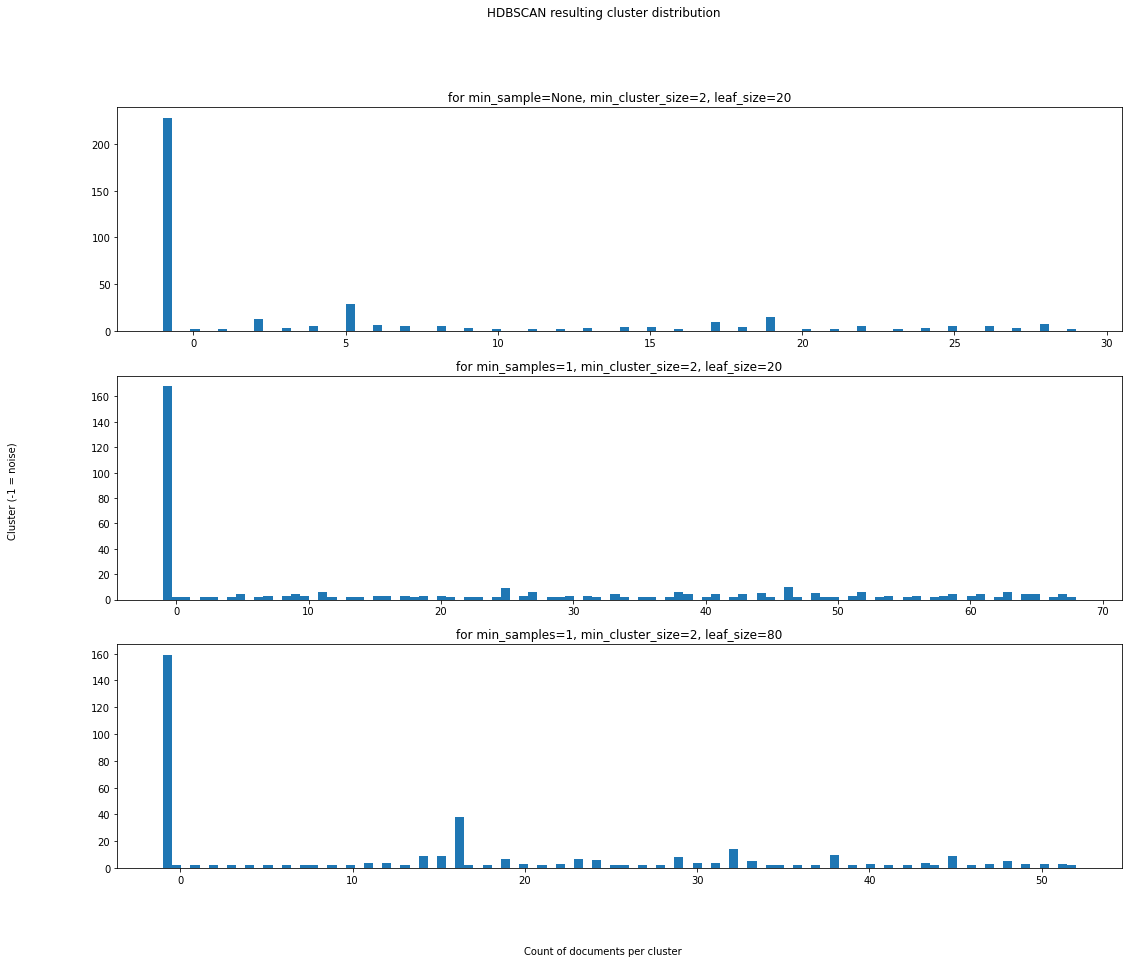 HDBSCAN resulting cluster distribution
for min_sample=None, min_cluster_size=2, leaf_size=20
200
150
100
50
0
0 5 10 15 20 25 30
for min_samples=1, min_cluster_size=2, leaf_size=20
160
140
120
100
80
60
40
20
0
0 10 20 30 40 50 60 70
Cluster (-1 = noise)
for min_samples=1, min_cluster_size=2, leaf_size=80
160
140
120
100
80
60
40
20
0
0 10 20 30 40 50
Count of documents per cluster